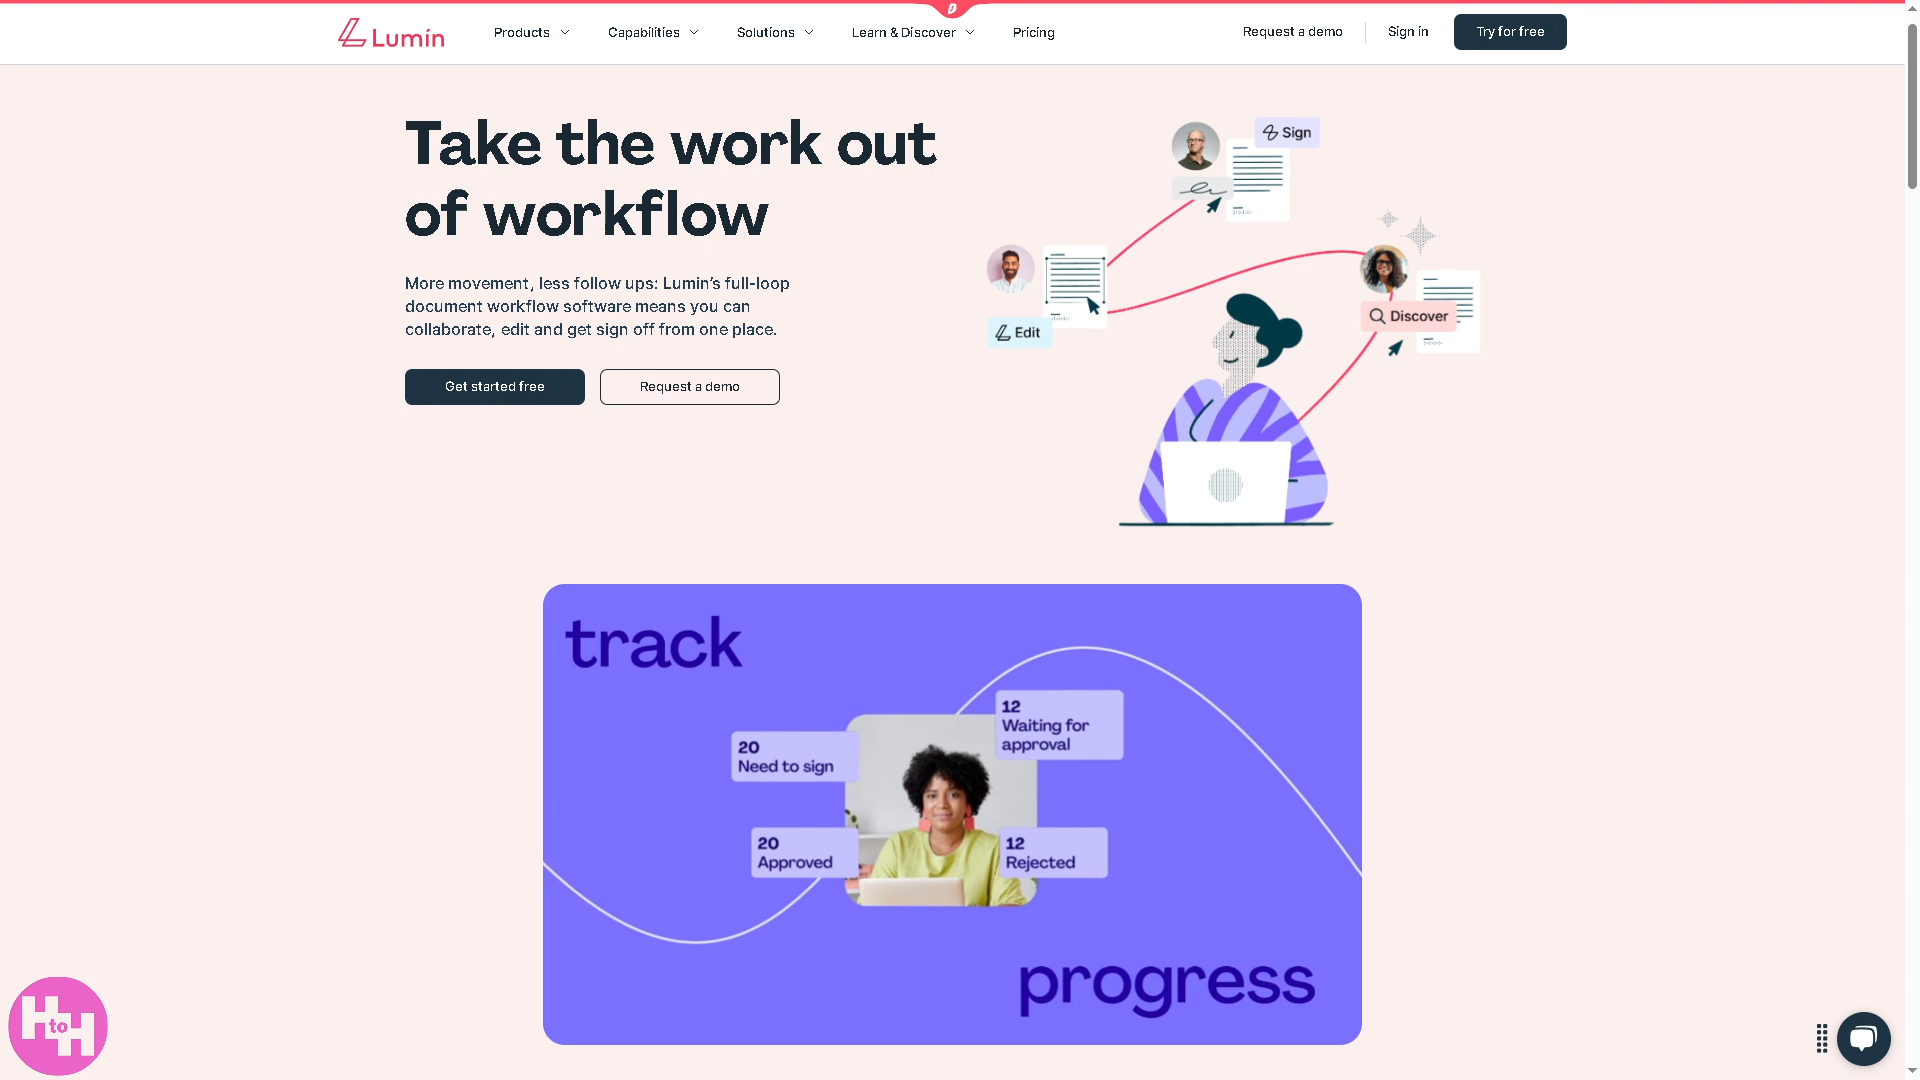 Lumin
Products
Capabilities
Solutions
Learn & Discover
Pricing
Request a demo
Sign in
Try for free
Take the work out
of workflow
More movement, less follow ups: Lumin's full-loop
document workflow software means you can
collaborate, edit and get sign off from one place.
Get started free
Request a demo
Sign
Edit
Discover
track
12
Waiting for
approval
20
Need to sign
20
Approved
12
Rejected
progress
H to H